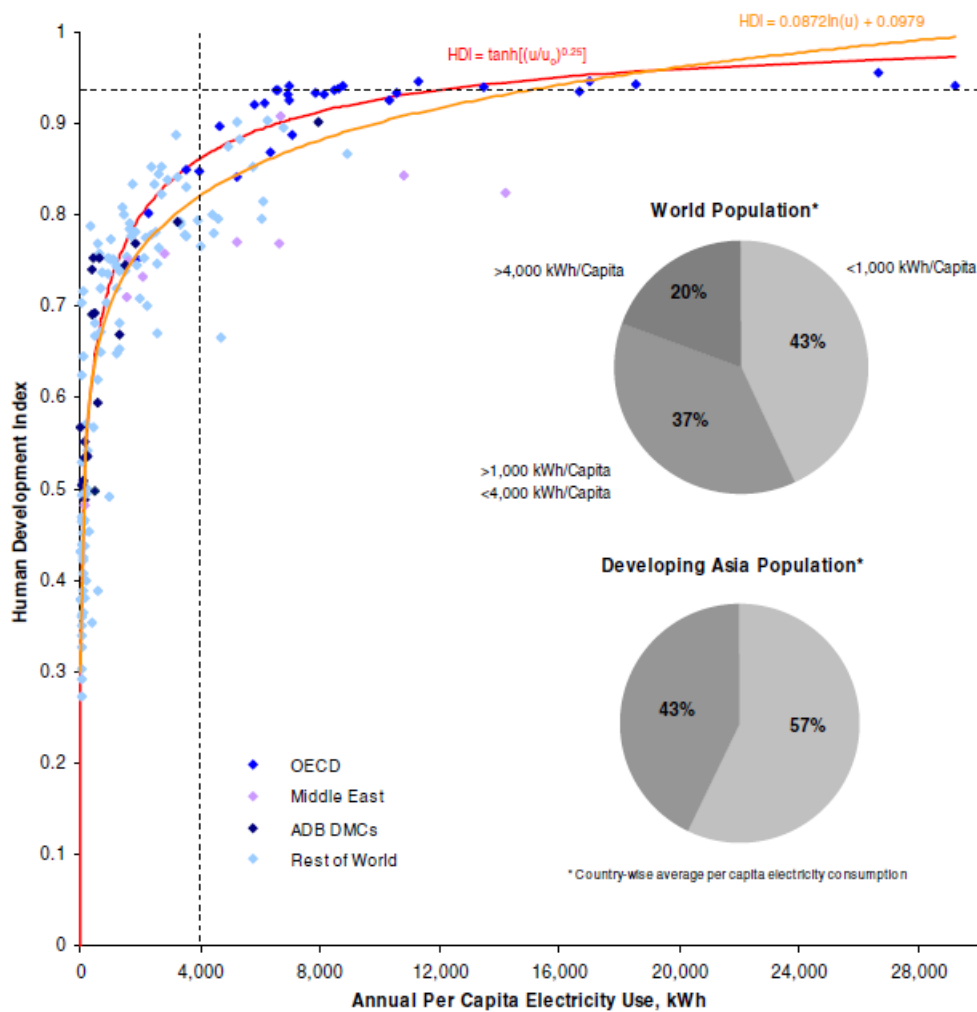 HDI = 0.0872ln(u) + 0.0979
HDI = tanh[(u/u₀)^0.25]
1
0.9
0.8
0.7
0.6
0.5
0.4
0.3
0.2
0.1
0
Human Development Index
World Population*
>4,000 kWh/Capita
<1,000 kWh/Capita
20%
43%
37%
>1,000 kWh/Capita
<4,000 kWh/Capita
Developing Asia Population*
43%
57%
OECD
Middle East
ADB DMCs
Rest of World
* Country-wise average per capita electricity consumption
0
4,000
8,000
12,000
16,000
20,000
24,000
28,000
Annual Per Capita Electricity Use, kWh